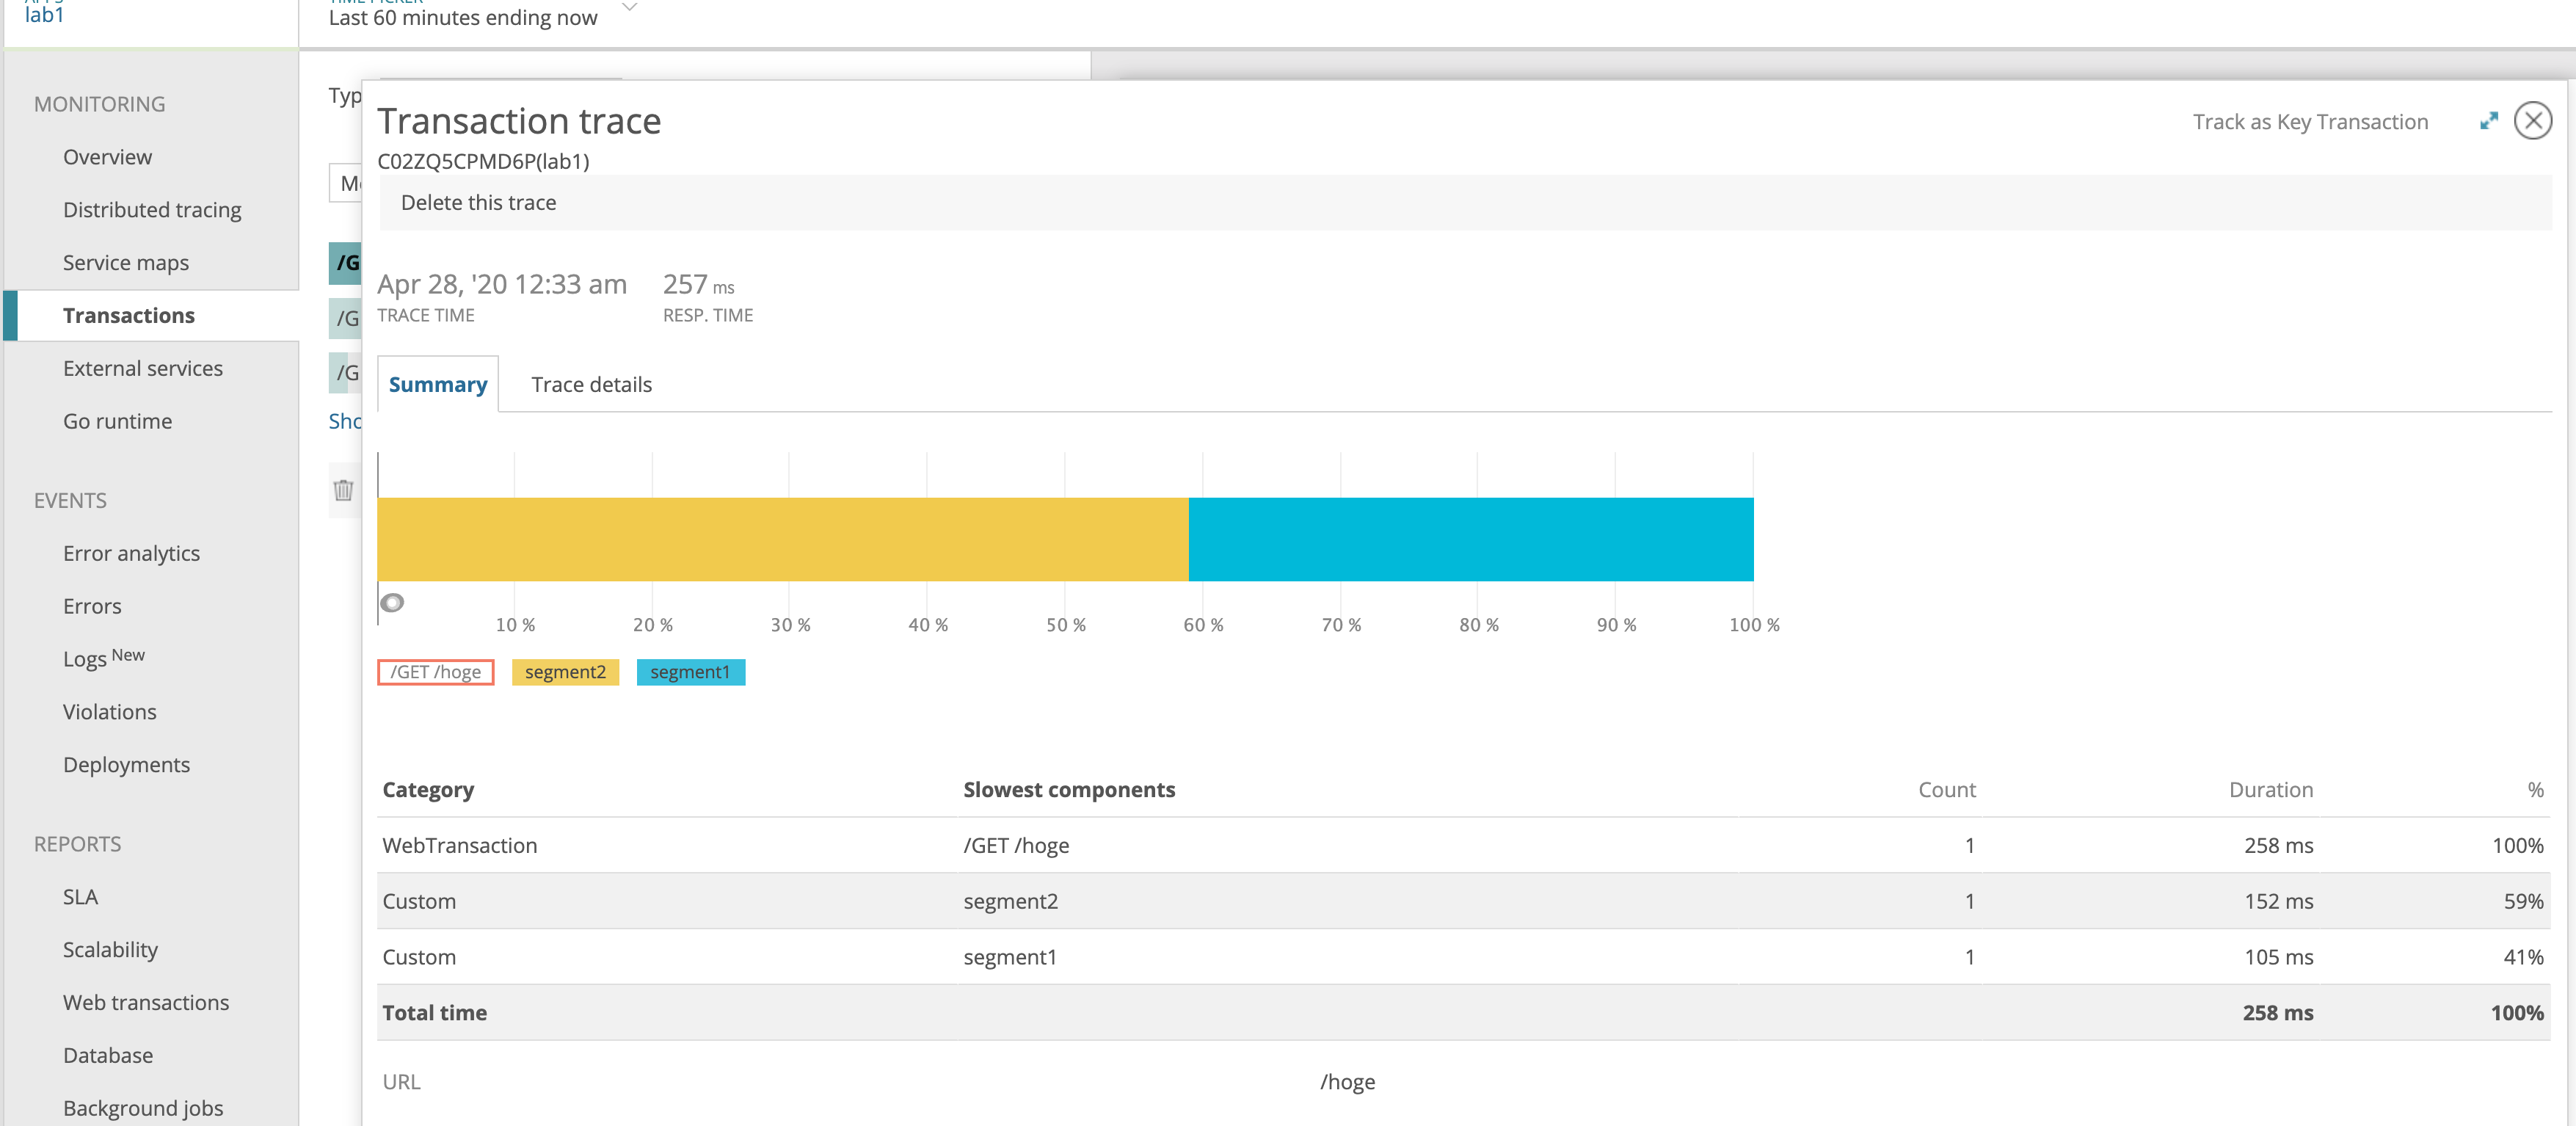 lab1
Last 60 minutes ending now
MONITORING
Overview
Distributed tracing
Service maps
Transactions
External services
Go runtime
EVENTS
Error analytics
Errors
Logs New
Violations
Deployments
REPORTS
SLA
Scalability
Web transactions
Database
Background jobs
Typ
/G
/G
/G
Sho
Transaction trace
Track as Key Transaction
C02ZQ5CPMD6P(lab1)
Delete this trace
Apr 28, '20 12:33 am 257 ms
TRACE TIME RESP. TIME
Summary Trace details
10 % 20 % 30 % 40 % 50 % 60 % 70 % 80 % 90 % 100 %
/GET /hoge segment2 segment1
Category Slowest components Count Duration %
WebTransaction /GET /hoge 1 258 ms 100%
Custom segment2 1 152 ms 59%
Custom segment1 1 105 ms 41%
Total time 258 ms 100%
URL /hoge